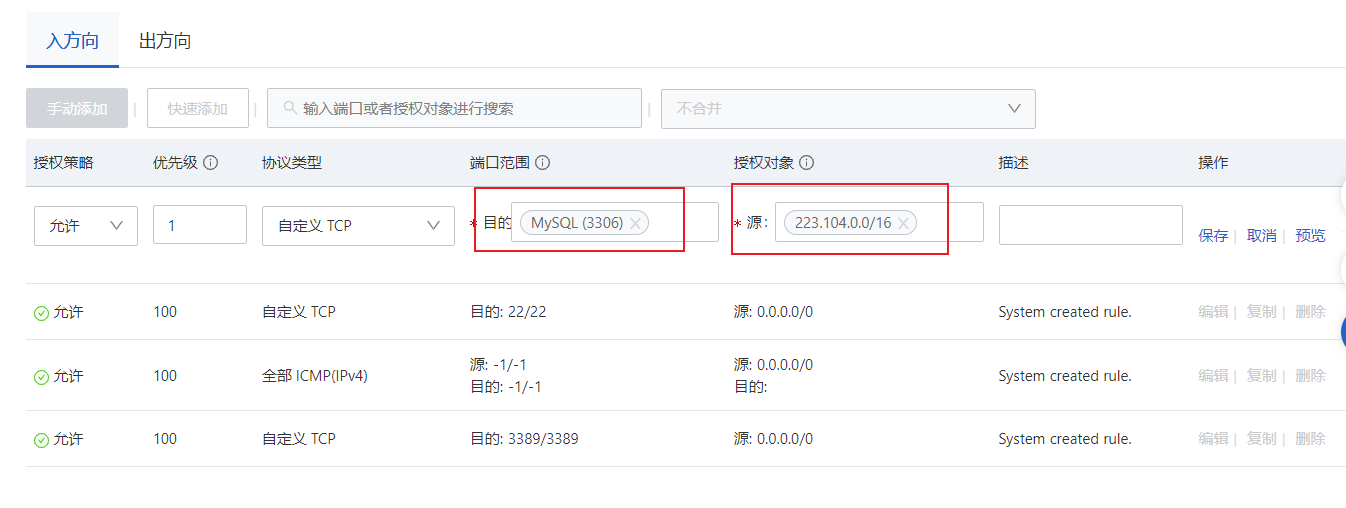 入方向 出方向
手动添加 | 快速添加 | 输入端口或者授权对象进行搜索 | 不合并
授权策略 优先级 协议类型 端口范围 授权对象 描述 操作
允许 1 自定义 TCP * 目的 MySQL (3306) * 源: 223.104.0.0/16 保存 | 取消 | 预览
允许 100 自定义 TCP 目的: 22/22 源: 0.0.0.0/0 System created rule. 编辑 | 复制 | 删除
允许 100 全部 ICMP(IPv4) 源: -1/-1 源: 0.0.0.0/0 System created rule. 编辑 | 复制 | 删除
目的: -1/-1 目的:
允许 100 自定义 TCP 目的: 3389/3389 源: 0.0.0.0/0 System created rule. 编辑 | 复制 | 删除